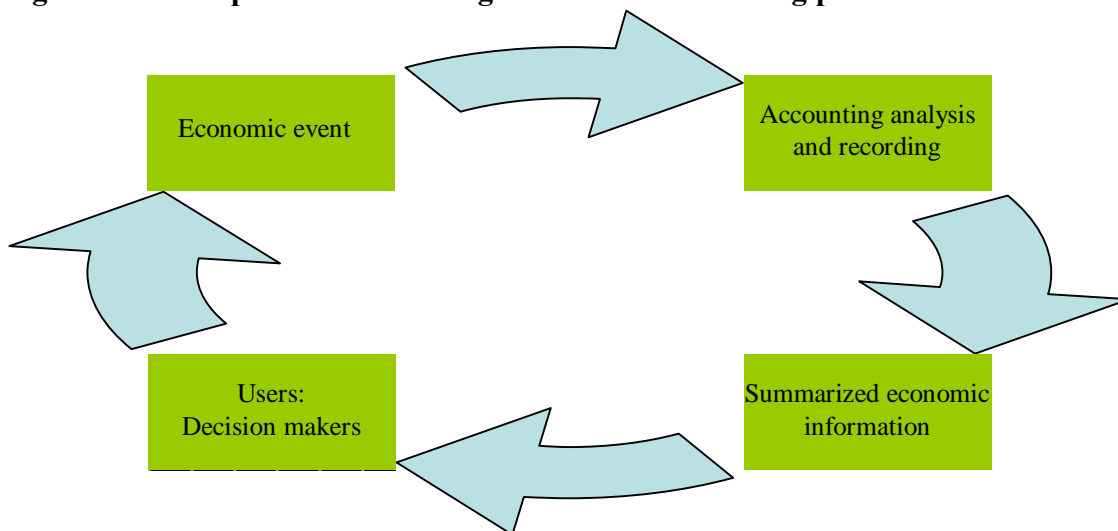 Economic event
Accounting analysis
and recording
Users:
Decision makers
Summarized economic
information